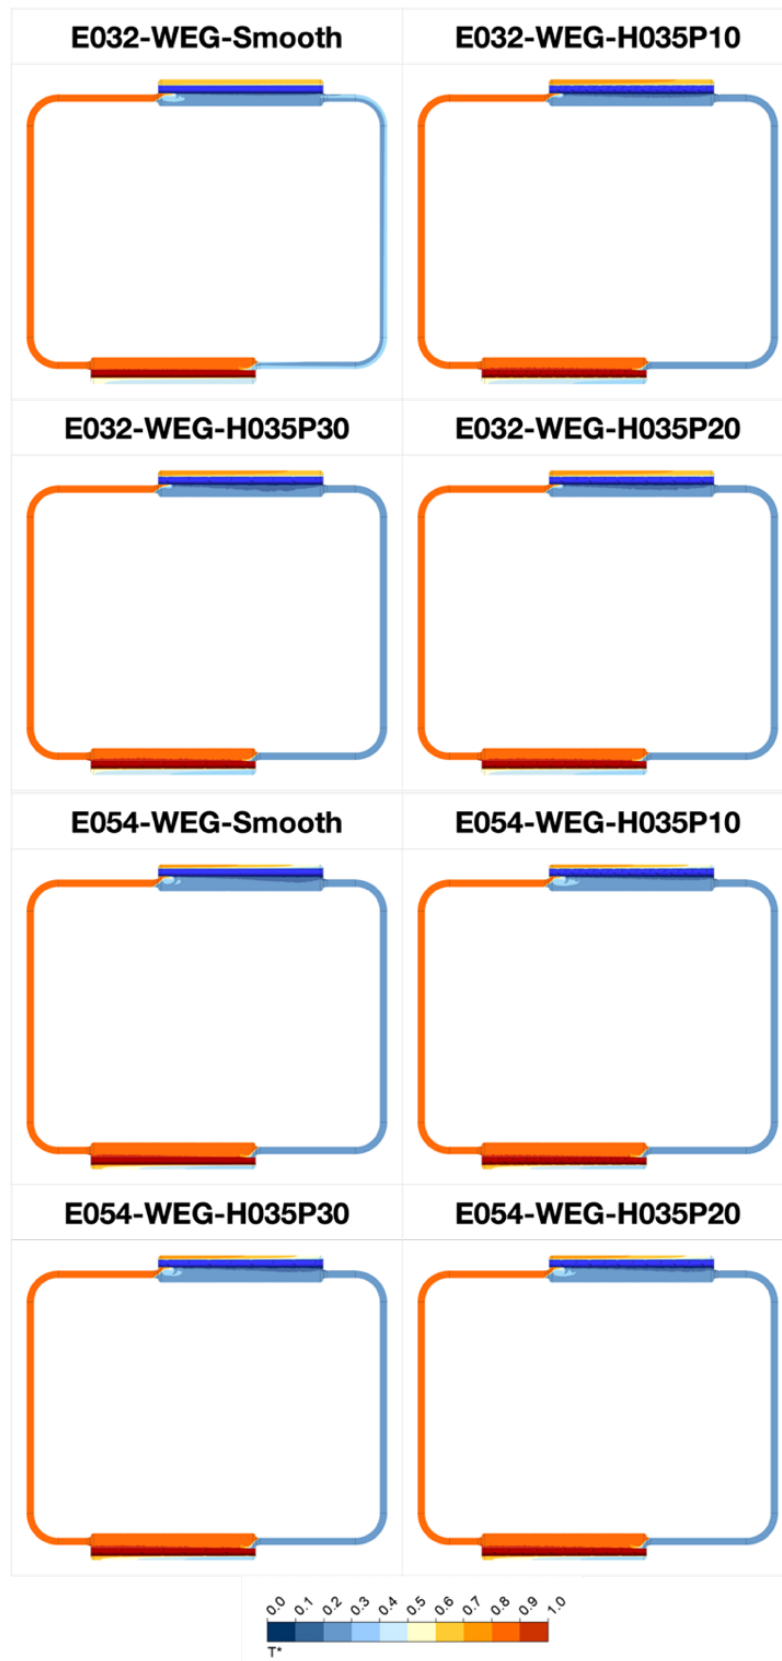 E032-WEG-Smooth E032-WEG-H035P10
E032-WEG-H035P30 E032-WEG-H035P20
E054-WEG-Smooth E054-WEG-H035P10
E054-WEG-H035P30 E054-WEG-H035P20
0.0 0.1 0.2 0.3 0.4 0.5 0.6 0.7 0.8 0.9 1.0
T*